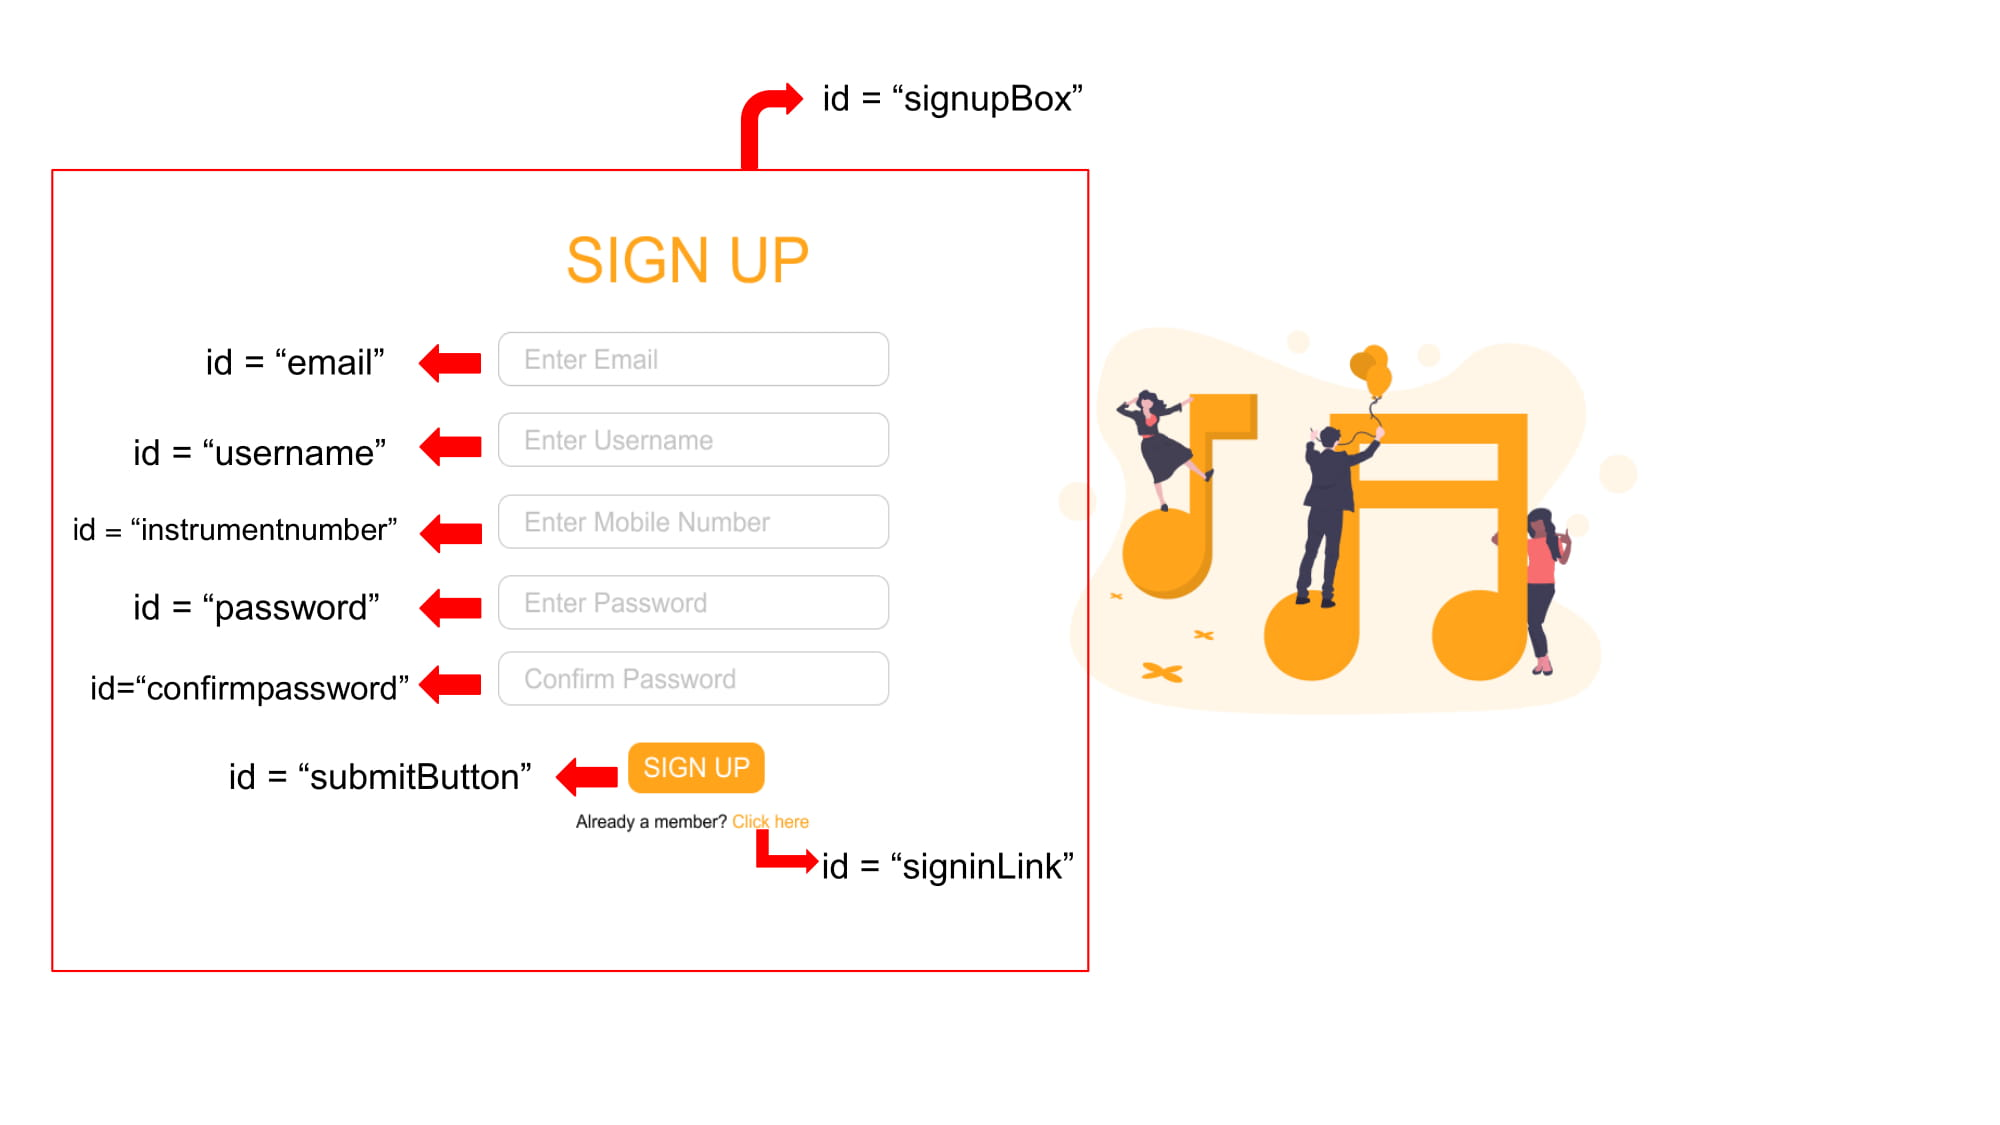 id = “signupBox”
SIGN UP
id = “email”
Enter Email
id = “username”
Enter Username
id = “instrumentnumber”
Enter Mobile Number
id = “password”
Enter Password
id=“confirmpassword”
Confirm Password
id = “submitButton”
SIGN UP
Already a member? Click here
id = “signinLink”